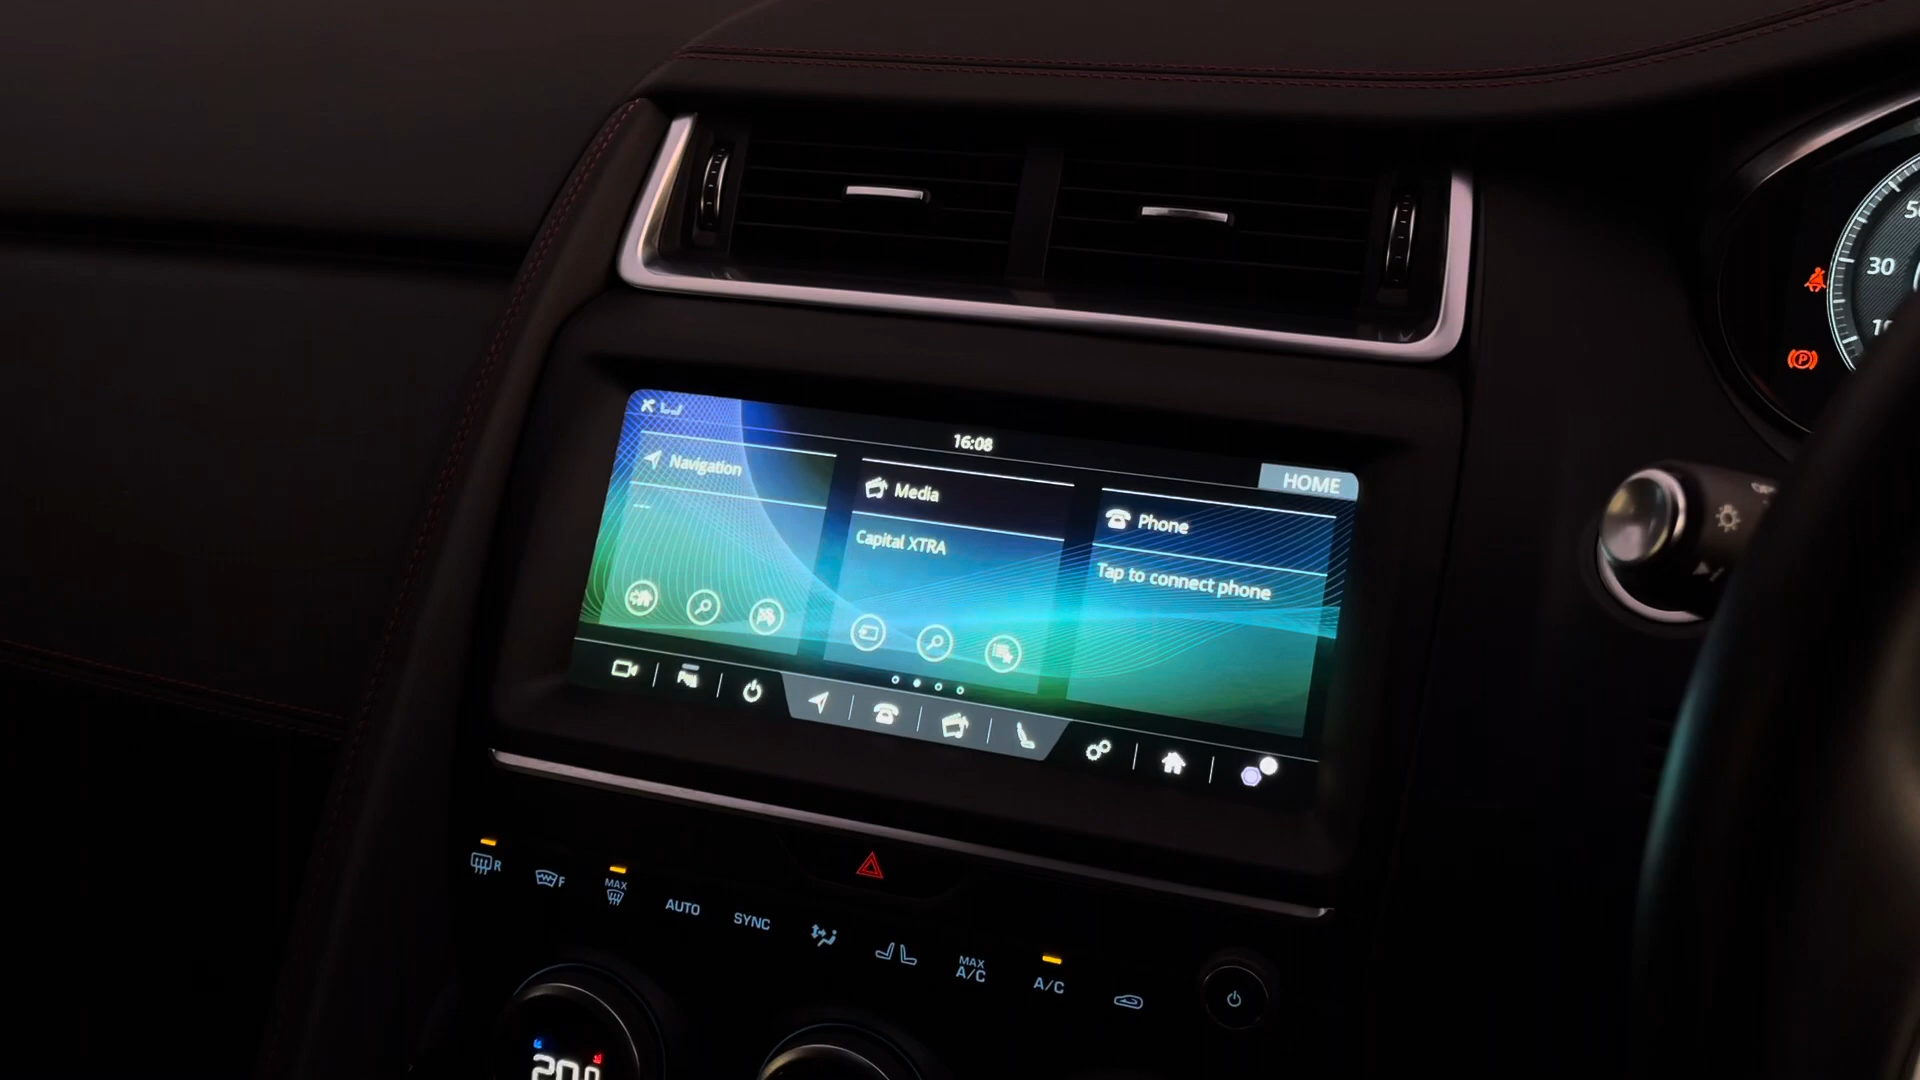 16:08
HOME
Navigation
Media
Phone
---
Capital XTRA
Tap to connect phone
30
P
R
F
MAX
AUTO
SYNC
MAX
A/C
A/C